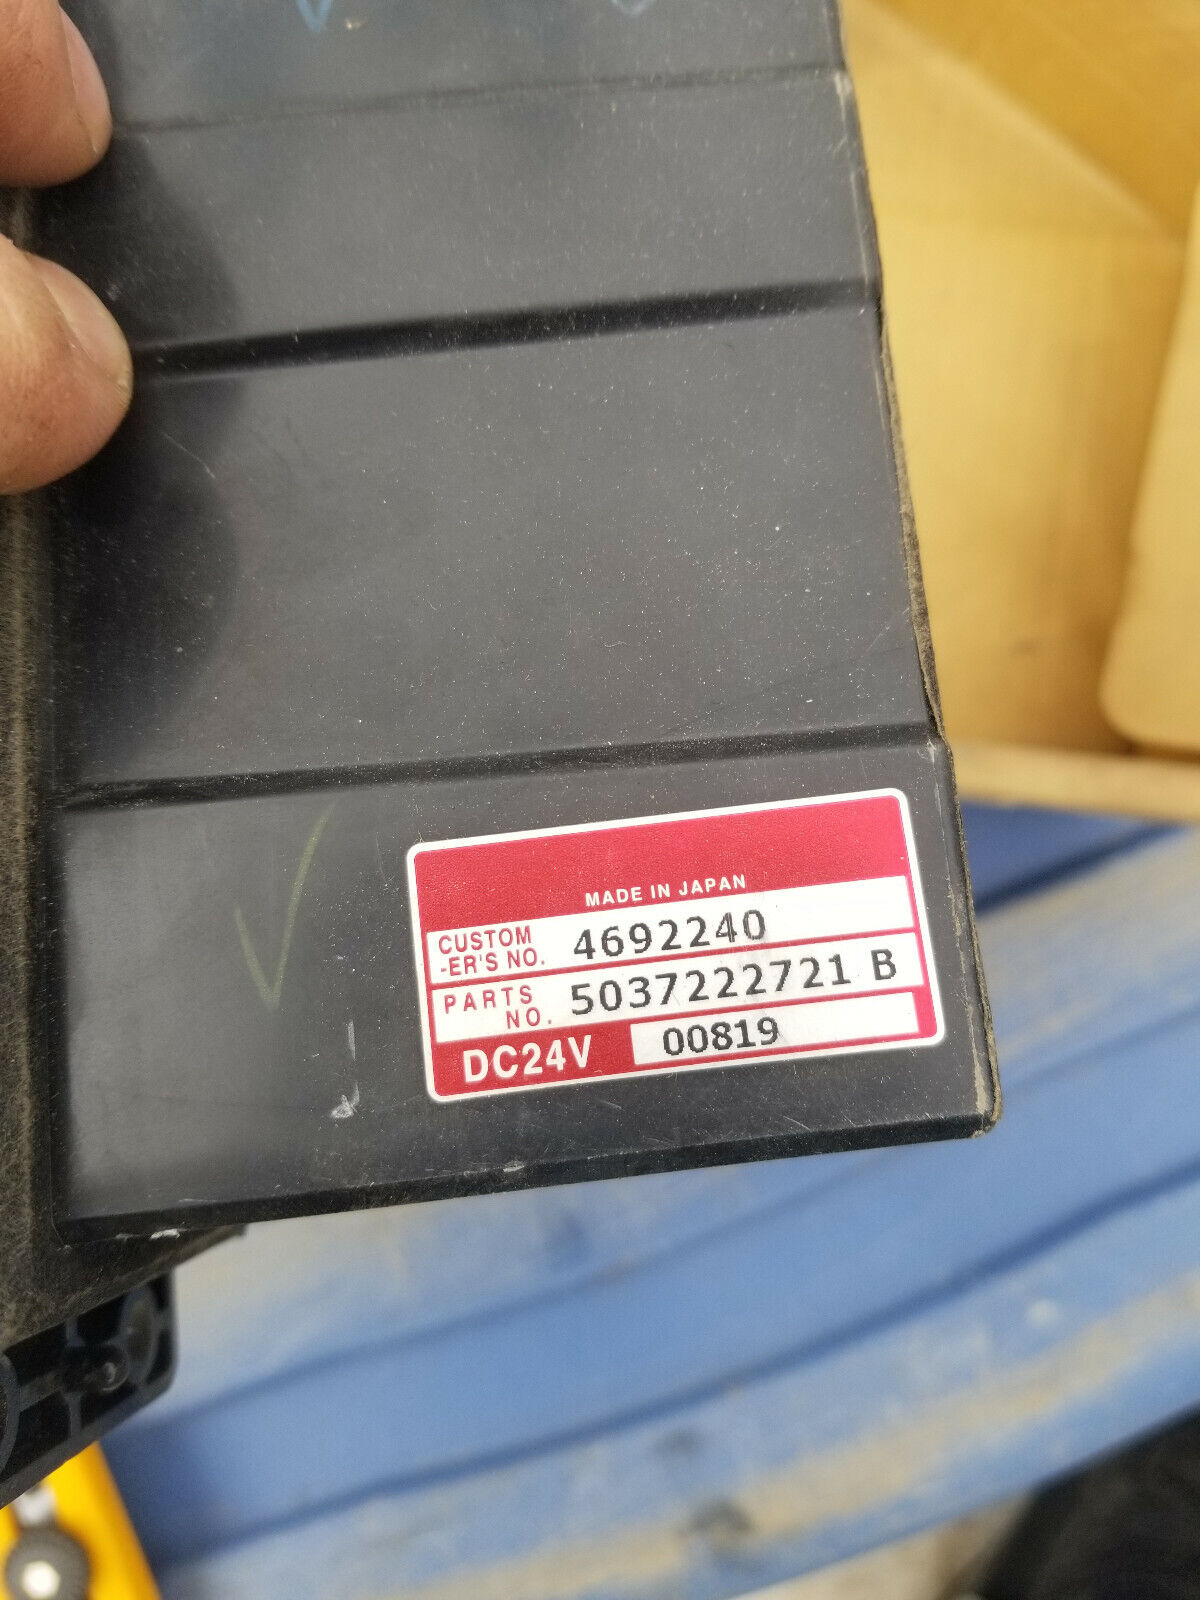 MADE IN JAPAN
CUSTOM
-ER'S NO. 4692240
PARTS
NO. 5037222721 B
DC24V 00819